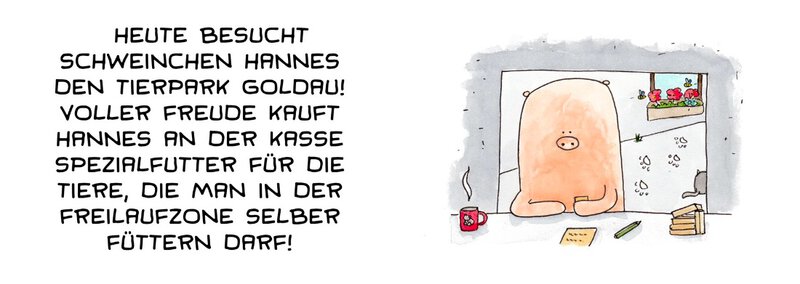 HEUTE BESUCHT
SCHWEINCHEN HANNES
DEN TIERPARK GOLDAU!
VOLLER FREUDE KAUFT
HANNES AN DER KASSE
SPEZIALFUTTER FÜR DIE
TIERE, DIE MAN IN DER
FREILAUFZONE SELBER
FÜTTERN DARF!